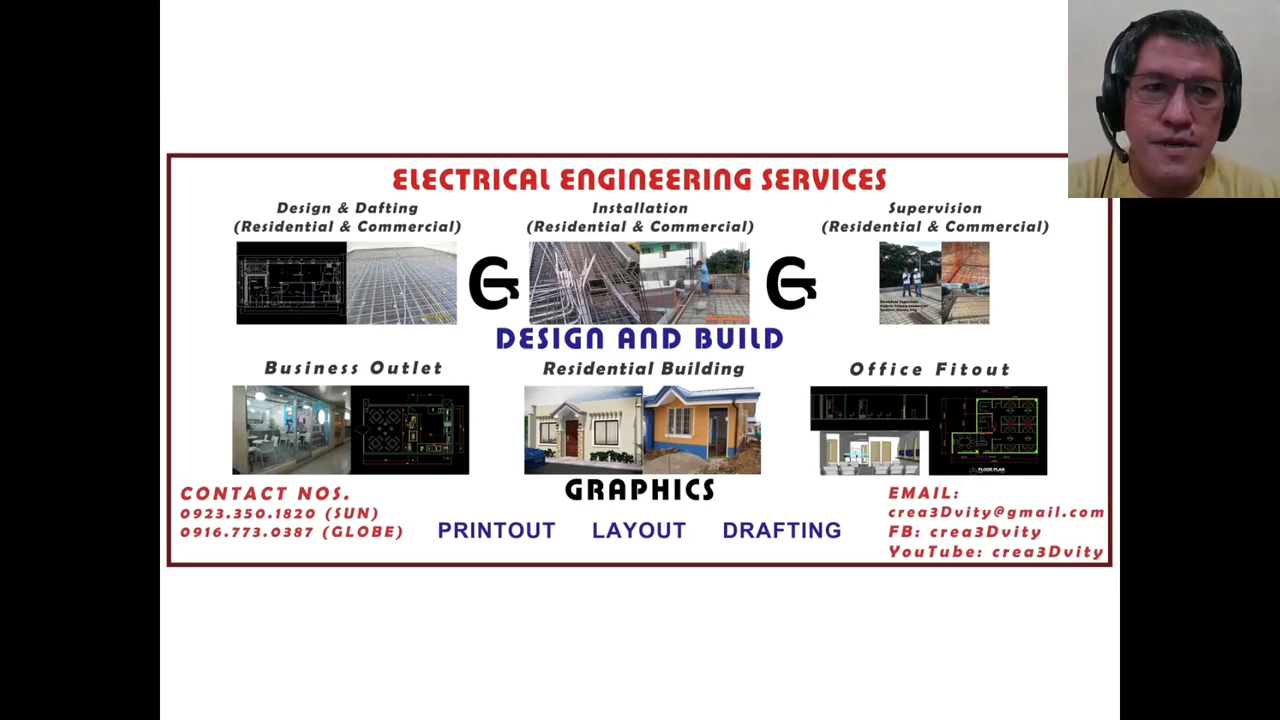 ELECTRICAL ENGINEERING SERVICES
Design & Dafting
(Residential & Commercial)
Installation
(Residential & Commercial)
Supervision
(Residential & Commercial)
DESIGN AND BUILD
Business Outlet
Residential Building
Office Fitout
FLOOR PLAN
GRAPHICS
PRINTOUT LAYOUT DRAFTING
CONTACT NOS.
0923.350.1820 (SUN)
0916.773.0387 (GLOBE)
EMAIL:
crea3Dvity@gmail.com
FB: crea3Dvity
YouTube: crea3Dvity